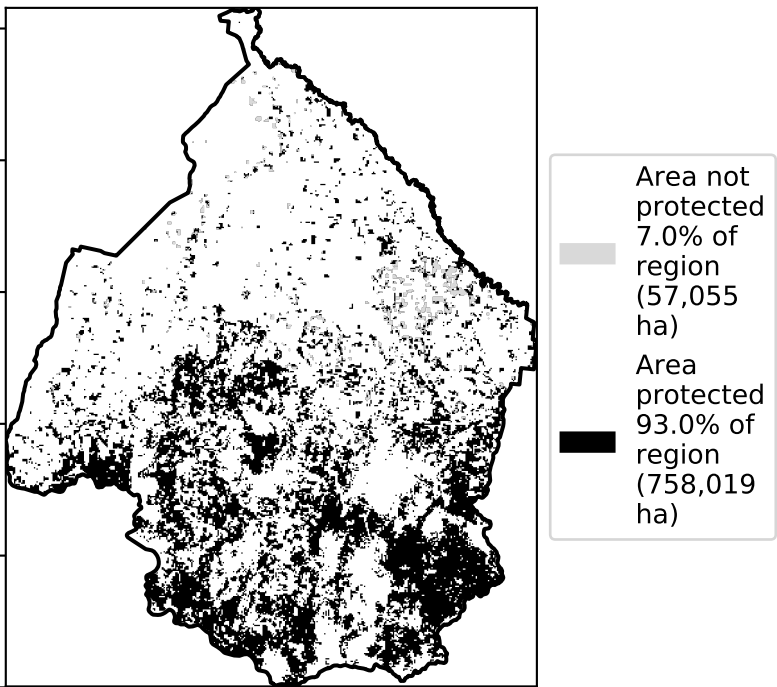 Area not
protected
7.0% of
region
(57,055
ha)
Area
protected
93.0% of
region
(758,019
ha)